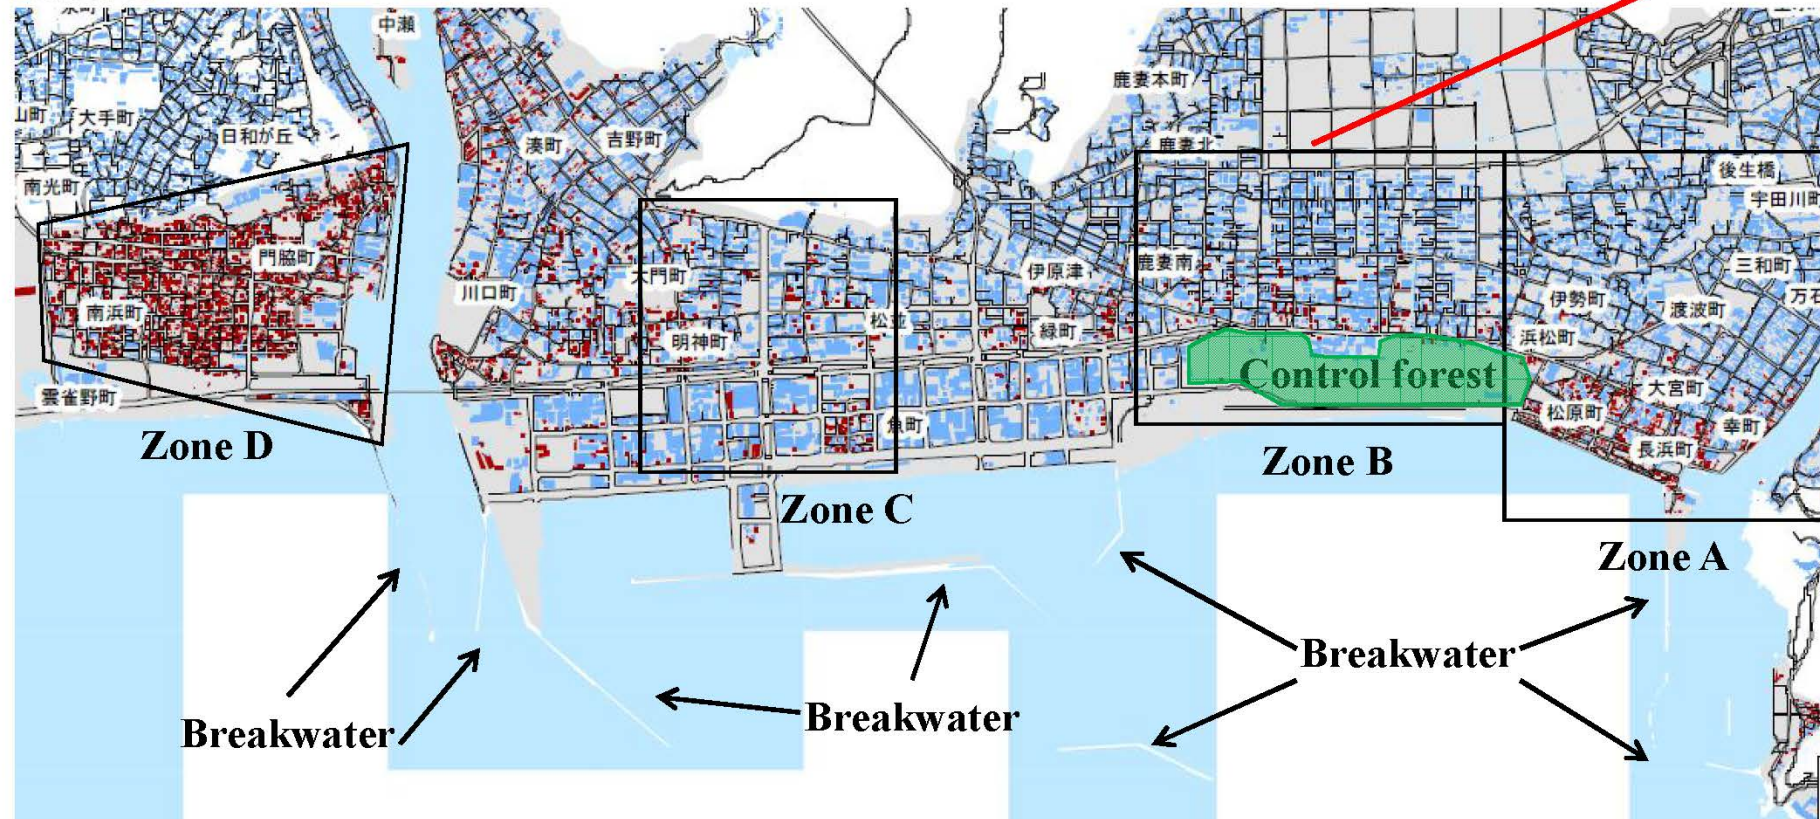 中瀬
鹿妻本町
山町
大手町
日和が丘
湊町
吉野町
鹿妻北
南光町
後生橋
宇田川町
門脇町
大門町
伊原津
鹿妻南
三和町
川口町
伊勢町
渡波町
万石
南浜町
明神町
松並
緑町
浜松町
Control forest
大宮町
雲雀野町
松原町
魚町
幸町
Zone D
長浜町
Zone B
Zone C
Zone A
Breakwater
Breakwater
Breakwater